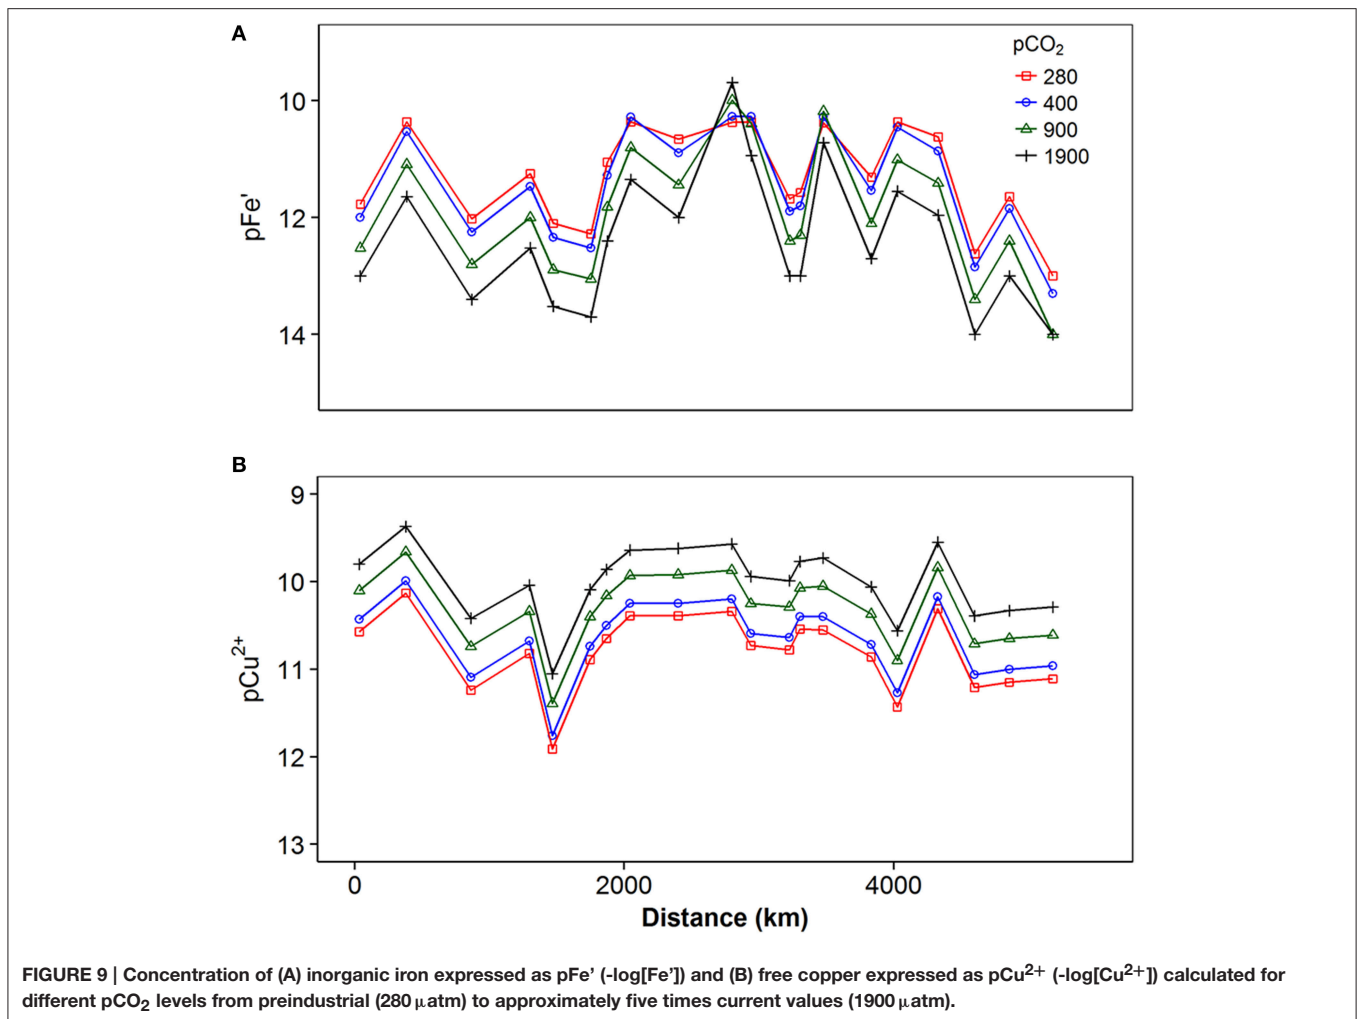 A
pCO₂
280
400
900
1900
10
12
14
pFe'
B
9
10
11
12
13
pCu²⁺
0 2000 4000
Distance (km)
FIGURE 9 | Concentration of (A) inorganic iron expressed as pFe’ (-log[Fe’]) and (B) free copper expressed as pCu²⁺ (-log[Cu²⁺]) calculated for
different pCO₂ levels from preindustrial (280 μatm) to approximately five times current values (1900 μatm).